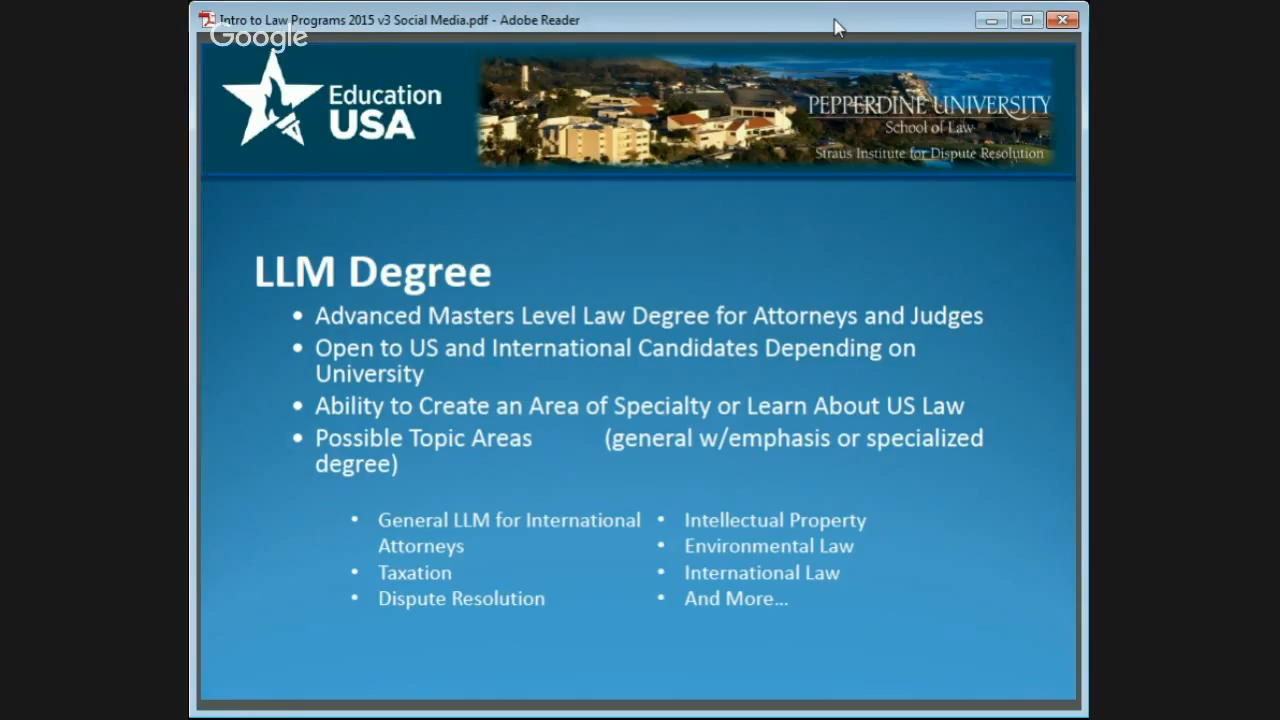 Intro to Law Programs 2015 v3 Social Media.pdf - Adobe Reader
Google
Education
USA
PEPPERDINE UNIVERSITY
School of Law
Straus Institute for Dispute Resolution
LLM Degree
• Advanced Masters Level Law Degree for Attorneys and Judges
• Open to US and International Candidates Depending on
University
• Ability to Create an Area of Specialty or Learn About US Law
• Possible Topic Areas (general w/emphasis or specialized
degree)
• General LLM for International
Attorneys
• Taxation
• Dispute Resolution
• Intellectual Property
• Environmental Law
• International Law
• And More...